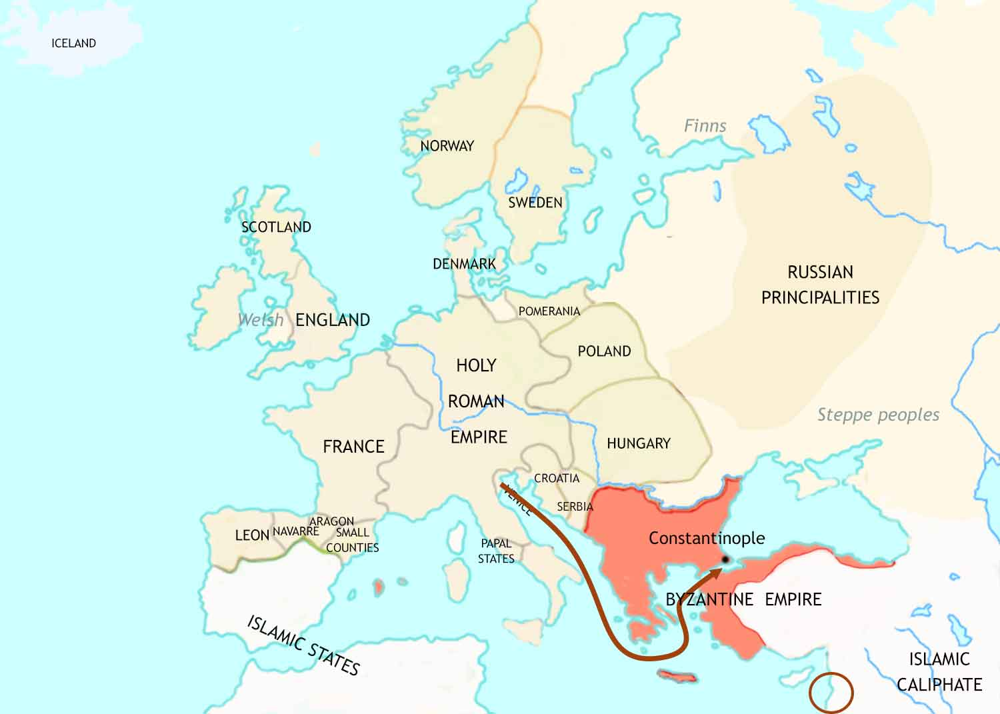 ICELAND
Finns
NORWAY
SWEDEN
SCOTLAND
DENMARK
RUSSIAN
PRINCIPALITIES
Welsh
ENGLAND
POMERANIA
POLAND
HOLY
ROMAN
EMPIRE
Steppe peoples
FRANCE
HUNGARY
CROATIA
VENICE
SERBIA
LEON
NAVARRE
ARAGON
SMALL
COUNTIES
PAPAL
STATES
Constantinople
BYZANTINE EMPIRE
ISLAMIC STATES
ISLAMIC
CALIPHATE